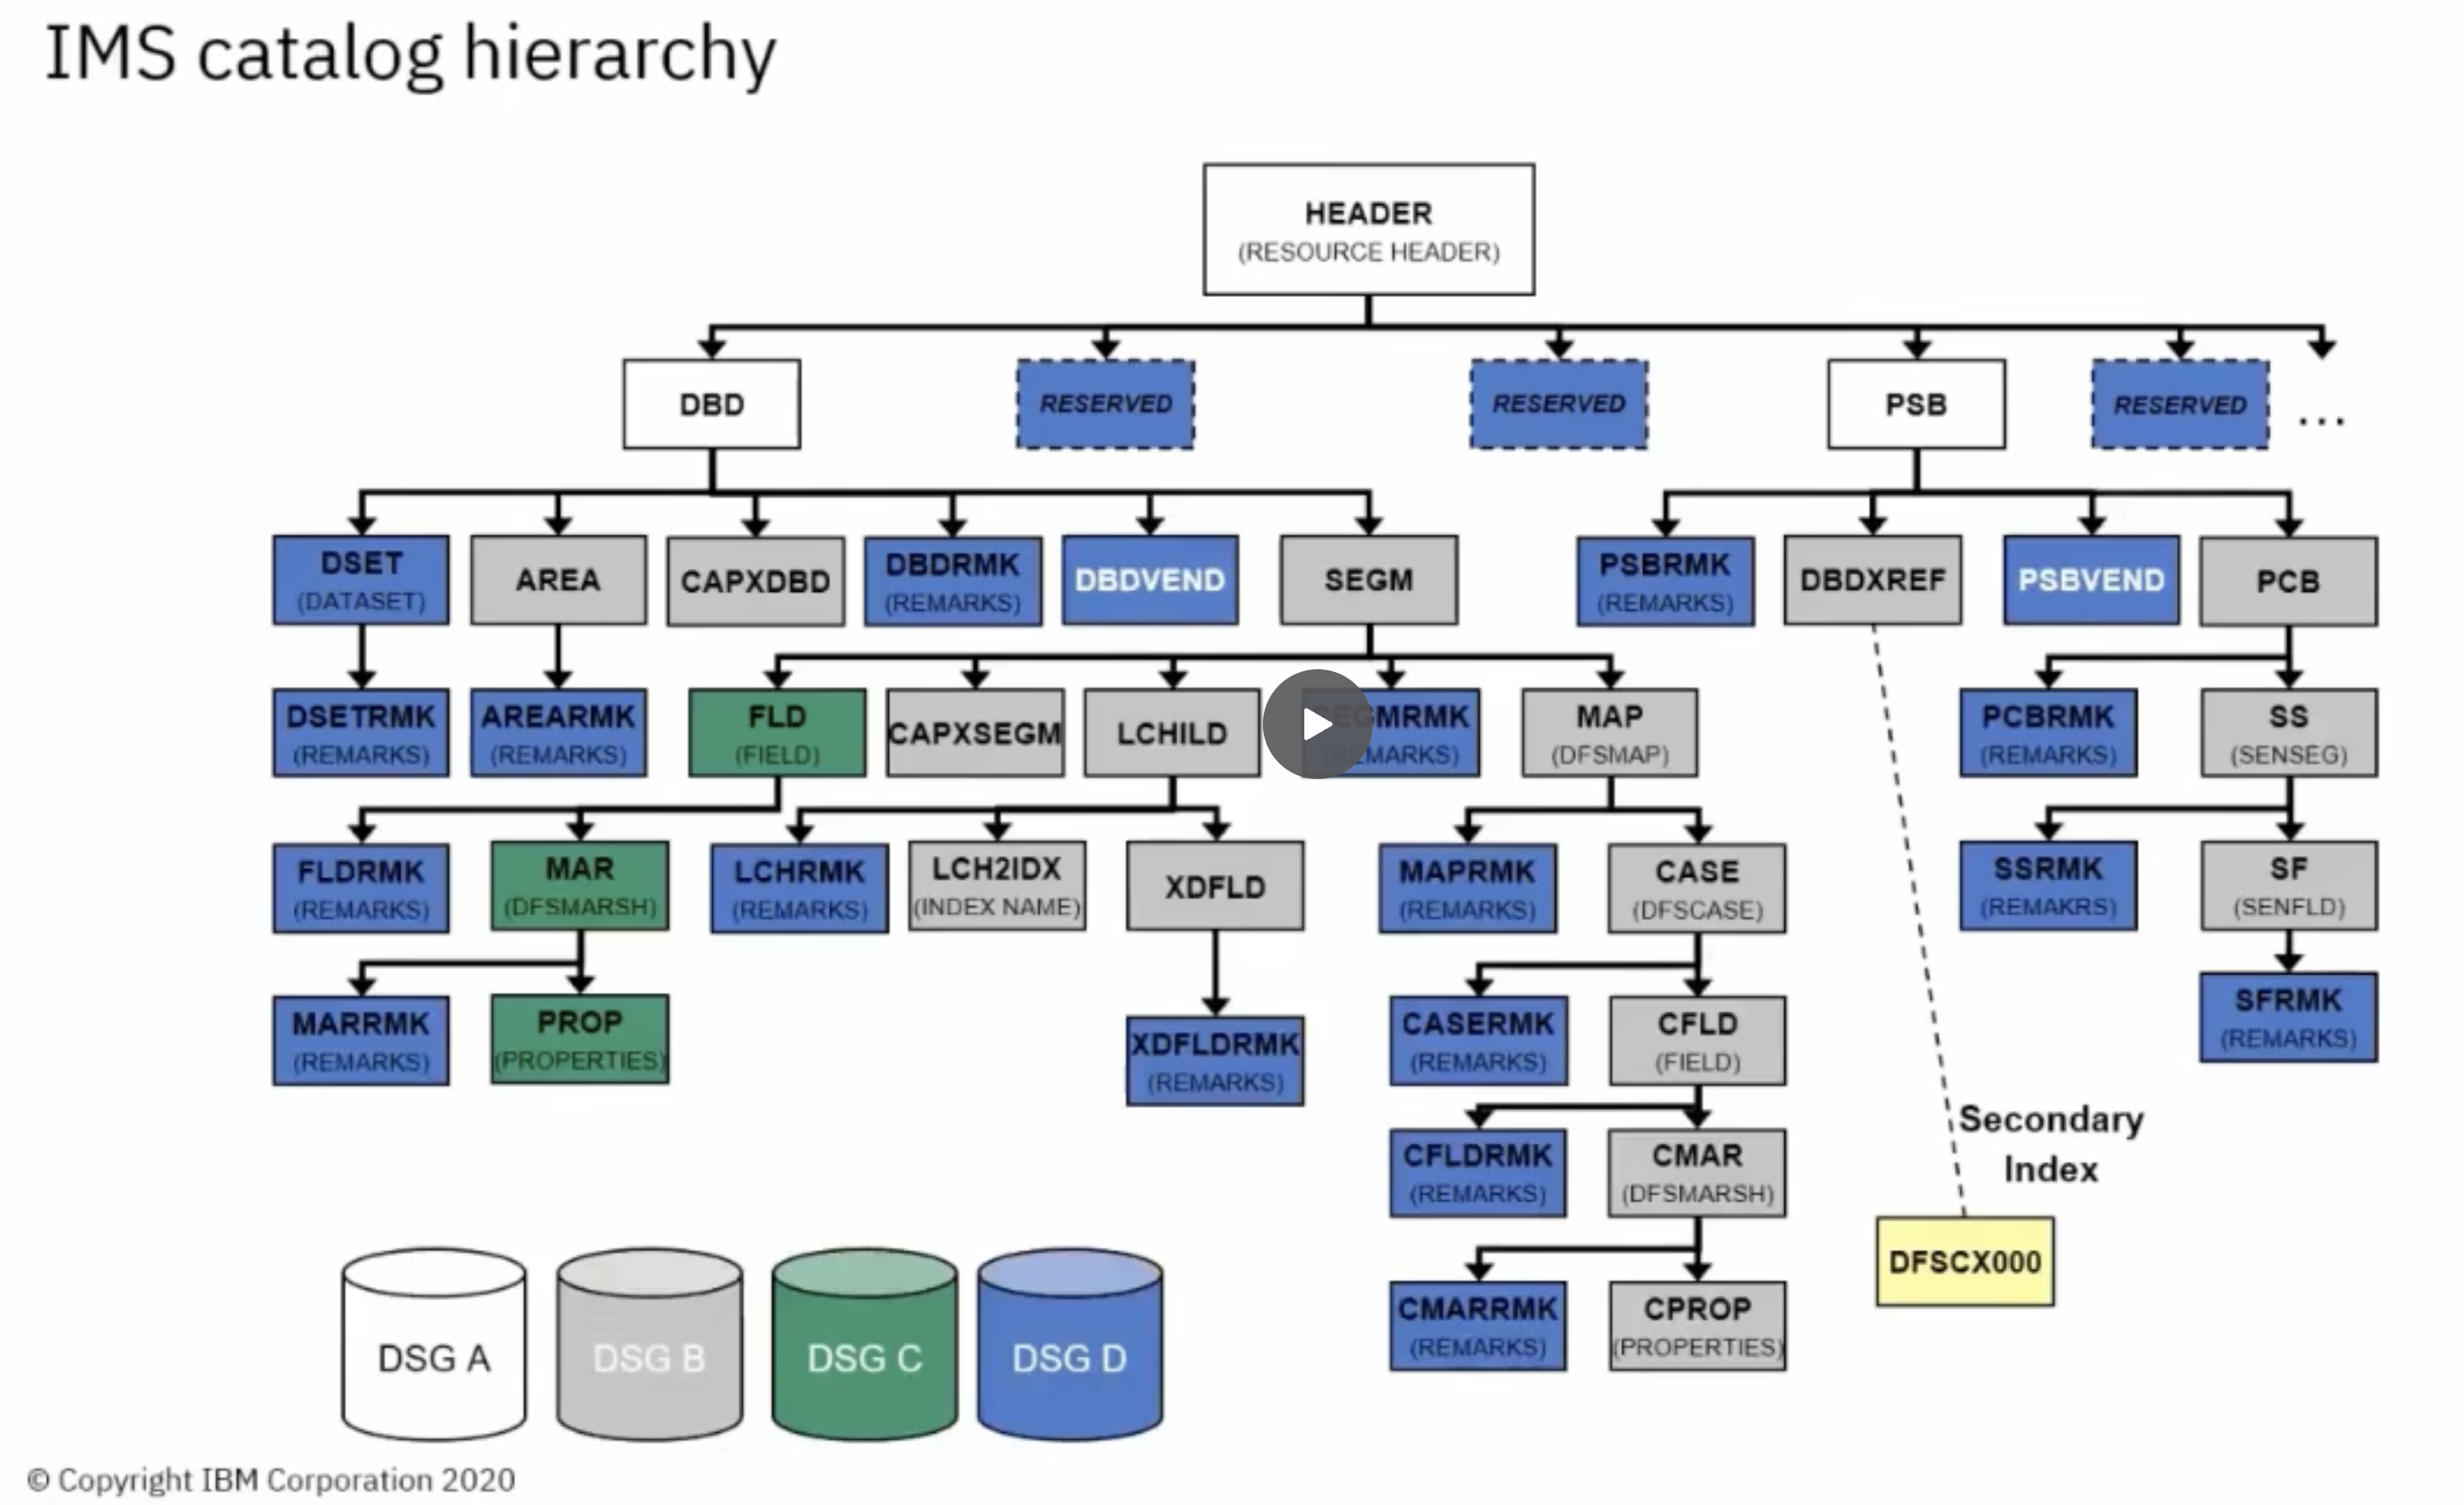 IMS catalog hierarchy
HEADER
(RESOURCE HEADER)
DBD
RESERVED
RESERVED
PSB
RESERVED
...
DSET
(DATASET)
AREA
CAPXDBD
DBDRMK
(REMARKS)
DBDVEND
SEGM
PSBRMK
(REMARKS)
DBDXREF
PSBVEND
PCB
DSETRMK
(REMARKS)
AREARMK
(REMARKS)
FLD
(FIELD)
CAPXSEGM
LCHILD
SEGMRMK
(REMARKS)
MAP
(DFSMAP)
PCBRMK
(REMARKS)
SS
(SENSEG)
FLDRMK
(REMARKS)
MAR
(DFSMARSH)
LCHRMK
(REMARKS)
LCH2IDX
(INDEX NAME)
XDFLD
MAPRMK
(REMARKS)
CASE
(DFSCASE)
SSRMK
(REMAKRS)
SF
(SENFLD)
MARRMK
(REMARKS)
PROP
(PROPERTIES)
XDFLDRMK
(REMARKS)
CASERMK
(REMARKS)
CFLD
(FIELD)
SFRMK
(REMARKS)
CFLDRMK
(REMARKS)
CMAR
(DFSMARSH)
Secondary
Index
DFSCX000
CMARRMK
(REMARKS)
CPROP
(PROPERTIES)
DSG A
DSG B
DSG C
DSG D
© Copyright IBM Corporation 2020